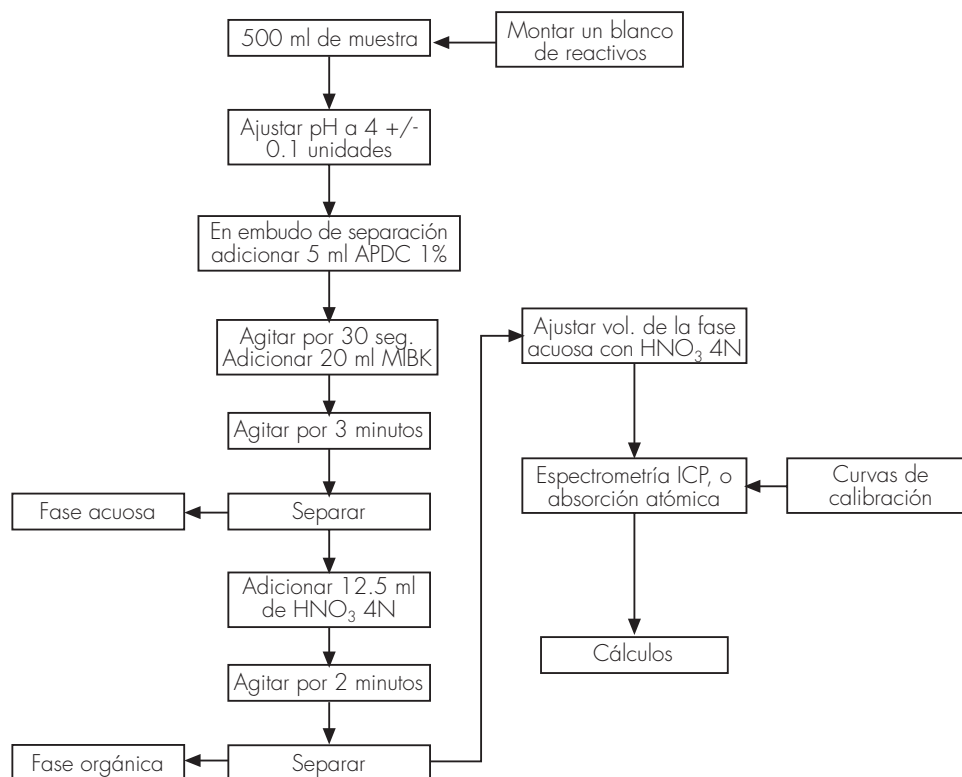 500 ml de muestra
Montar un blanco
de reactivos
Ajustar pH a 4 +/-
0.1 unidades
En embudo de separación
adicionar 5 ml APDC 1%
Agitar por 30 seg.
Adicionar 20 ml MIBK
Agitar por 3 minutos
Separar
Fase acuosa
Adicionar 12.5 ml
de HNO₃ 4N
Agitar por 2 minutos
Separar
Fase orgánica
Ajustar vol. de la fase
acuosa con HNO₃ 4N
Espectrometría ICP, o
absorción atómica
Curvas de
calibración
Cálculos